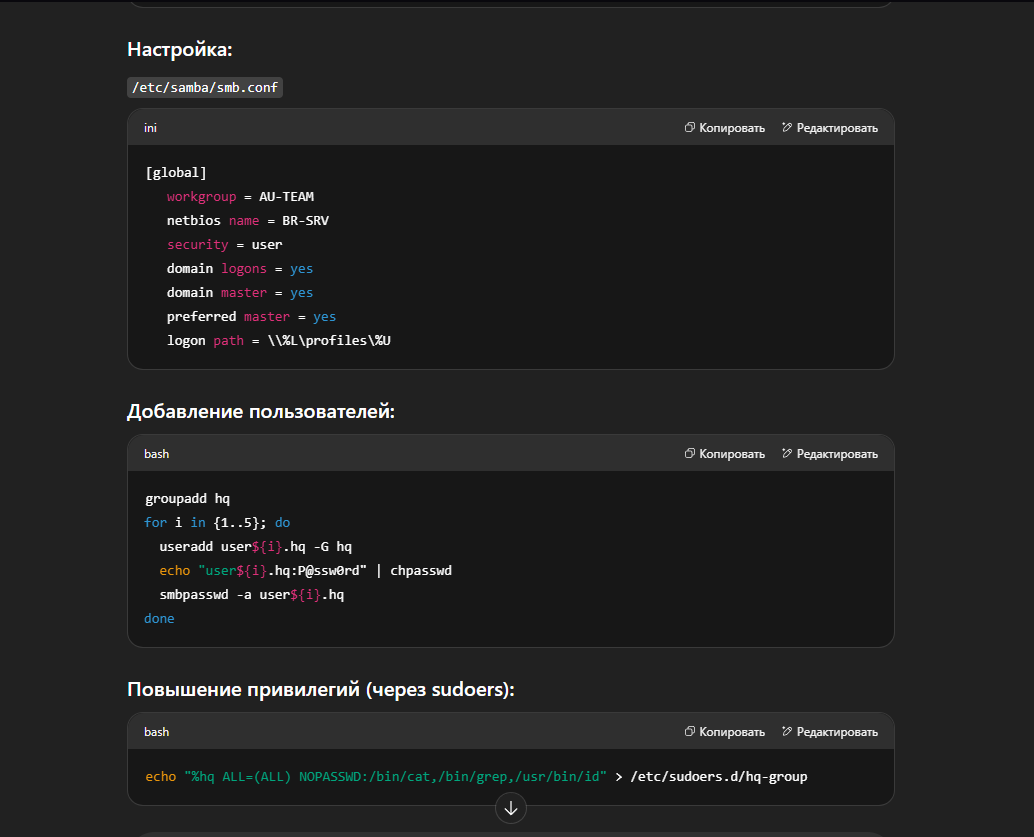 Настройка:
/etc/samba/smb.conf
ini
Копировать
Редактировать
[global]
workgroup = AU-TEAM
netbios name = BR-SRV
security = user
domain logons = yes
domain master = yes
preferred master = yes
logon path = \\%L\profiles\%U
Добавление пользователей:
bash
Копировать
Редактировать
groupadd hq
for i in {1..5}; do
useradd user${i}.hq -G hq
echo "user${i}.hq:P@ssw0rd" | chpasswd
smbpasswd -a user${i}.hq
done
Повышение привилегий (через sudoers):
bash
Копировать
Редактировать
echo "%hq ALL=(ALL) NOPASSWD:/bin/cat,/bin/grep,/usr/bin/id" > /etc/sudoers.d/hq-group